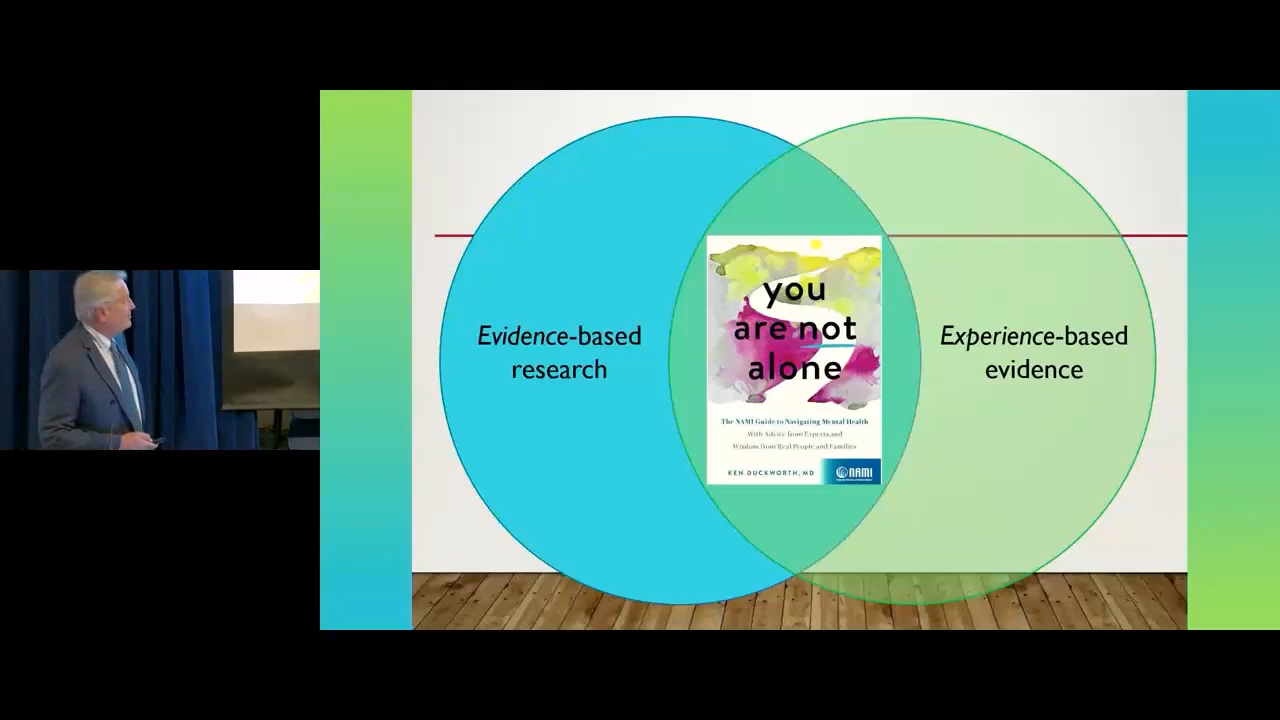 Evidence-based
research
you
are not
alone
The NAMI Guide to Navigating Mental Health
With Advice from Experts and
Wisdom from Real People and Families
KEN DUCKWORTH, MD
NAMI
Experience-based
evidence